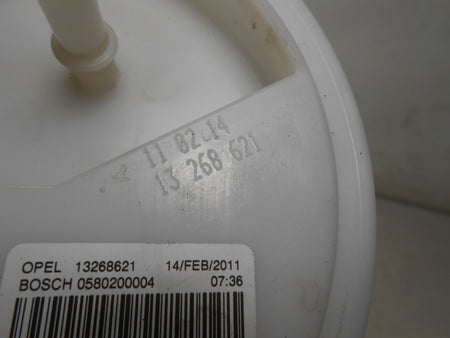 11 02 14
13 268 621
OPEL 13268621 14/FEB/2011
BOSCH 0580200004 07:36